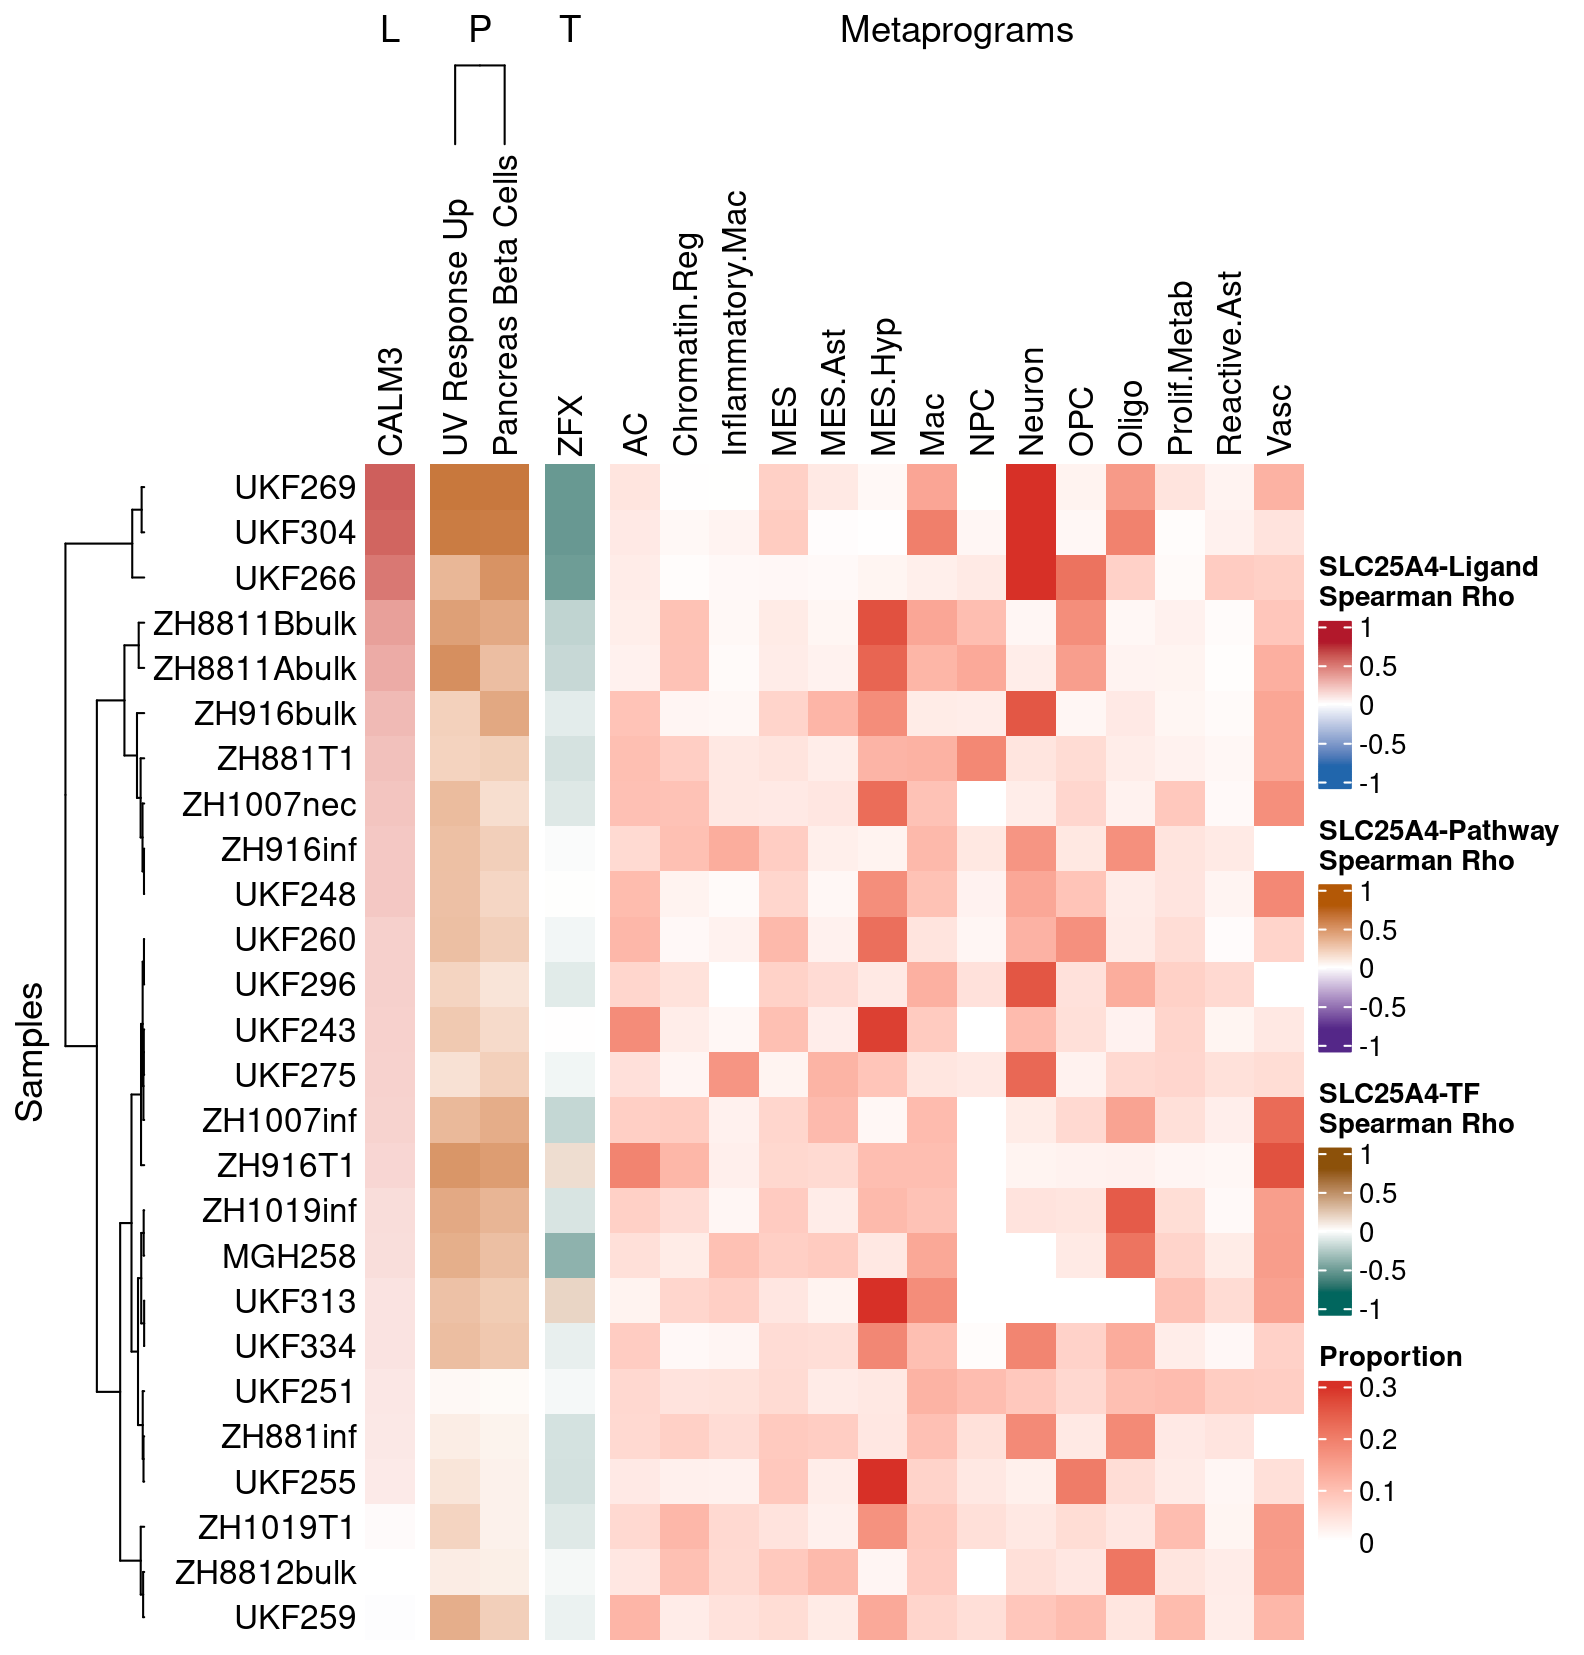 L P T Metaprograms
CALM3
UV Response Up
Pancreas Beta Cells
ZFX
AC
Chromatin.Reg
Inflammatory.Mac
MES
MES.Ast
MES.Hyp
Mac
NPC
Neuron
OPC
Oligo
Prolif.Metab
Reactive.Ast
Vasc
Samples
UKF269
UKF304
UKF266
ZH8811Bbulk
ZH8811Abulk
ZH916bulk
ZH881T1
ZH1007nec
ZH916inf
UKF248
UKF260
UKF296
UKF243
UKF275
ZH1007inf
ZH916T1
ZH1019inf
MGH258
UKF313
UKF334
UKF251
ZH881inf
UKF255
ZH1019T1
ZH8812bulk
UKF259
SLC25A4-Ligand
Spearman Rho
1
0.5
0
-0.5
-1
SLC25A4-Pathway
Spearman Rho
1
0.5
0
-0.5
-1
SLC25A4-TF
Spearman Rho
1
0.5
0
-0.5
-1
Proportion
0.3
0.2
0.1
0